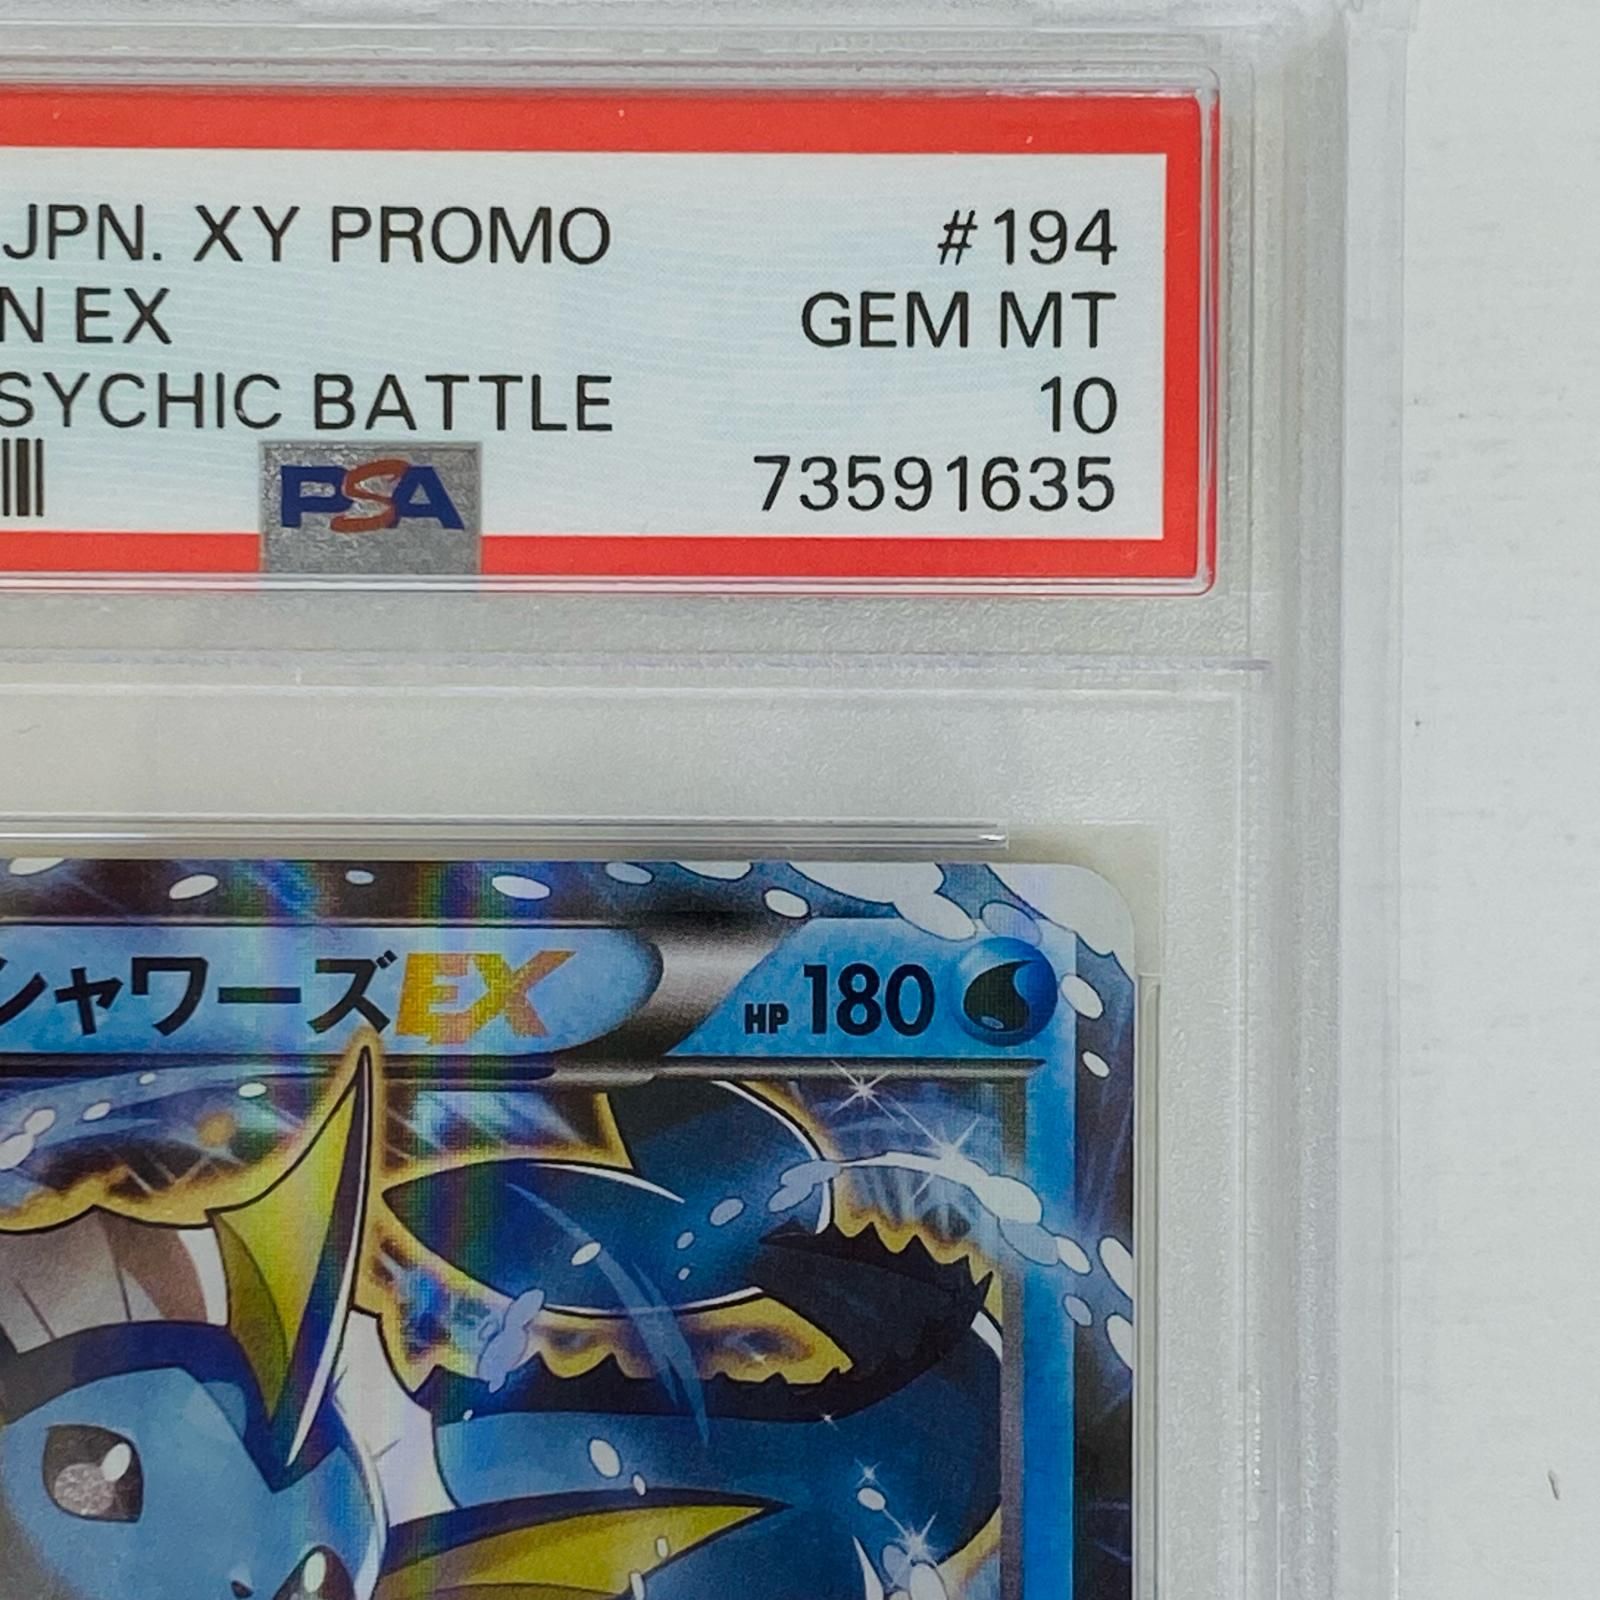 JPN. XY PROMO #194
N EX GEM MT
SYCHIC BATTLE 10
PSA 73591635
シャワーズEX HP 180